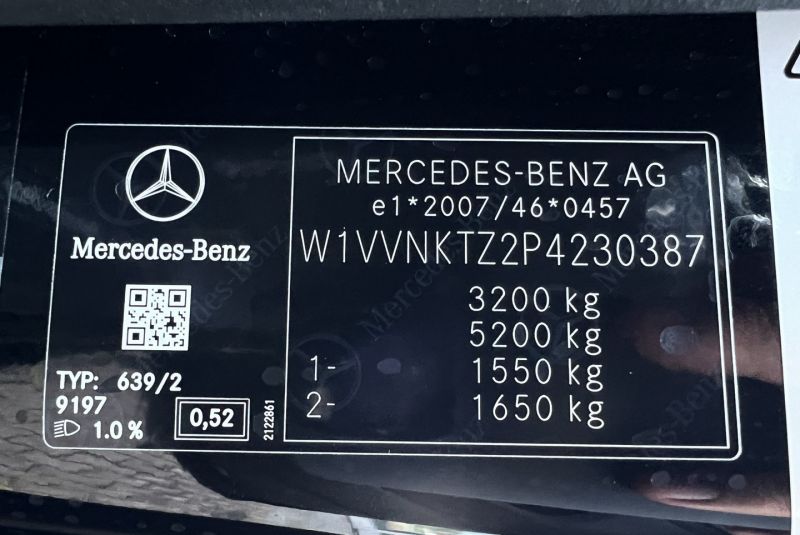 Mercedes-Benz
TYP: 639/2
9197
1.0 %
0,52
2122861
MERCEDES-BENZ AG
e1*2007/46*0457
W1VVNKTZ2P4230387
3200 kg
5200 kg
1- 1550 kg
2- 1650 kg